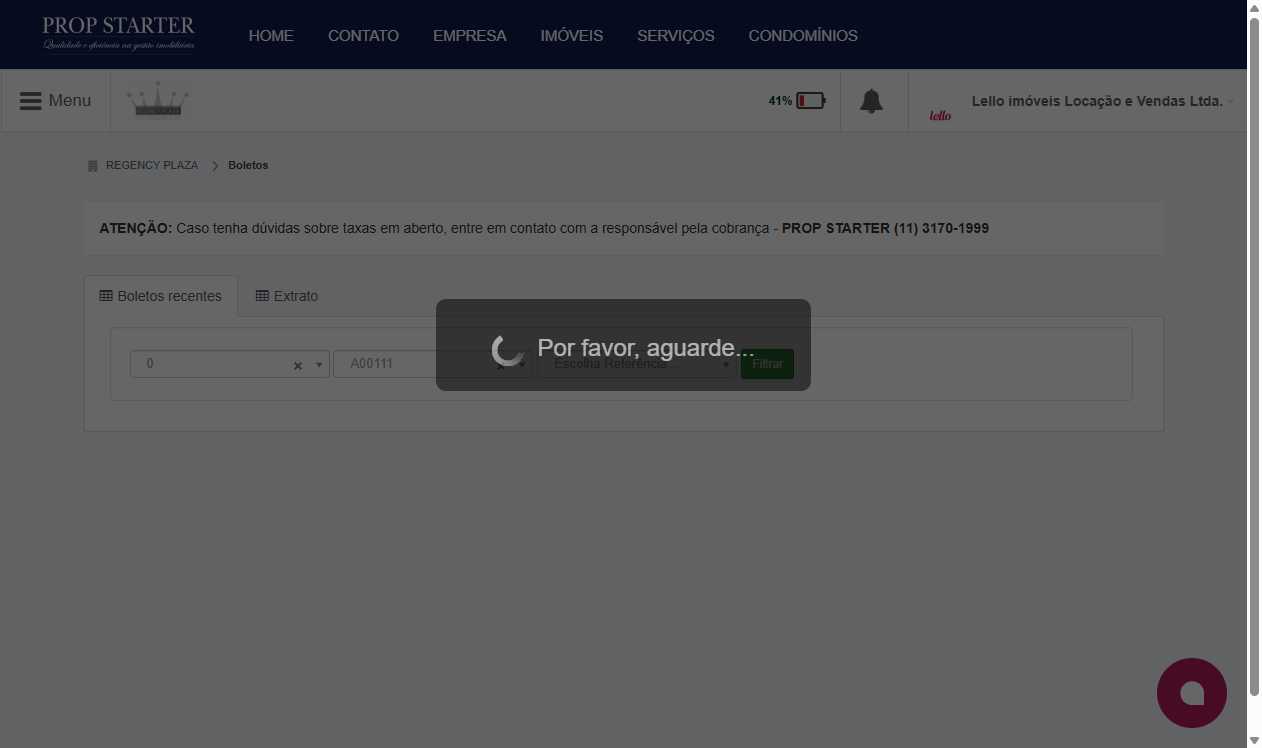 PROP STARTER
Qualidade e eficiência na gestão imobiliária
HOME CONTATO EMPRESA IMÓVEIS SERVIÇOS CONDOMÍNIOS
Menu
41%
lello
Lello imóveis Locação e Vendas Ltda.
REGENCY PLAZA > Boletos
ATENÇÃO: Caso tenha dúvidas sobre taxas em aberto, entre em contato com a responsável pela cobrança - PROP STARTER (11) 3170-1999
Boletos recentes Extrato
Por favor, aguarde...
0 × A00111 × Escolha Referência... Filtrar